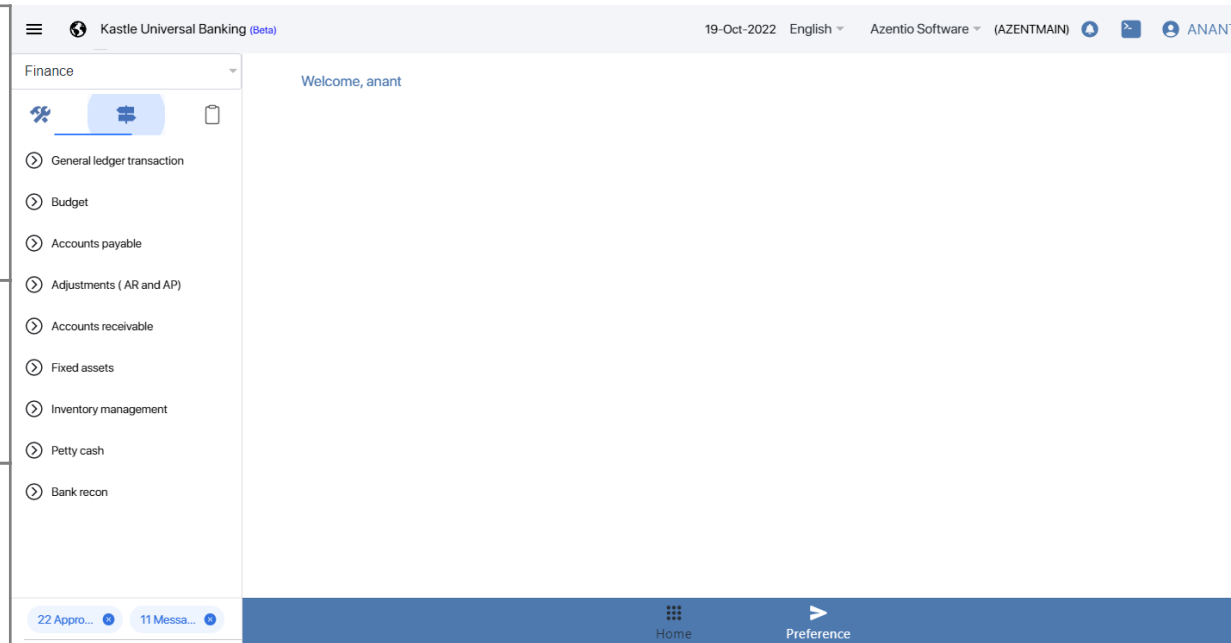 Kastle Universal Banking (Beta)
19-Oct-2022 English Azentio Software (AZENTMAIN) ANANT
Finance
Welcome, anant
General ledger transaction
Budget
Accounts payable
Adjustments ( AR and AP)
Accounts receivable
Fixed assets
Inventory management
Petty cash
Bank recon
22 Appro... 11 Messa...
Home Preference